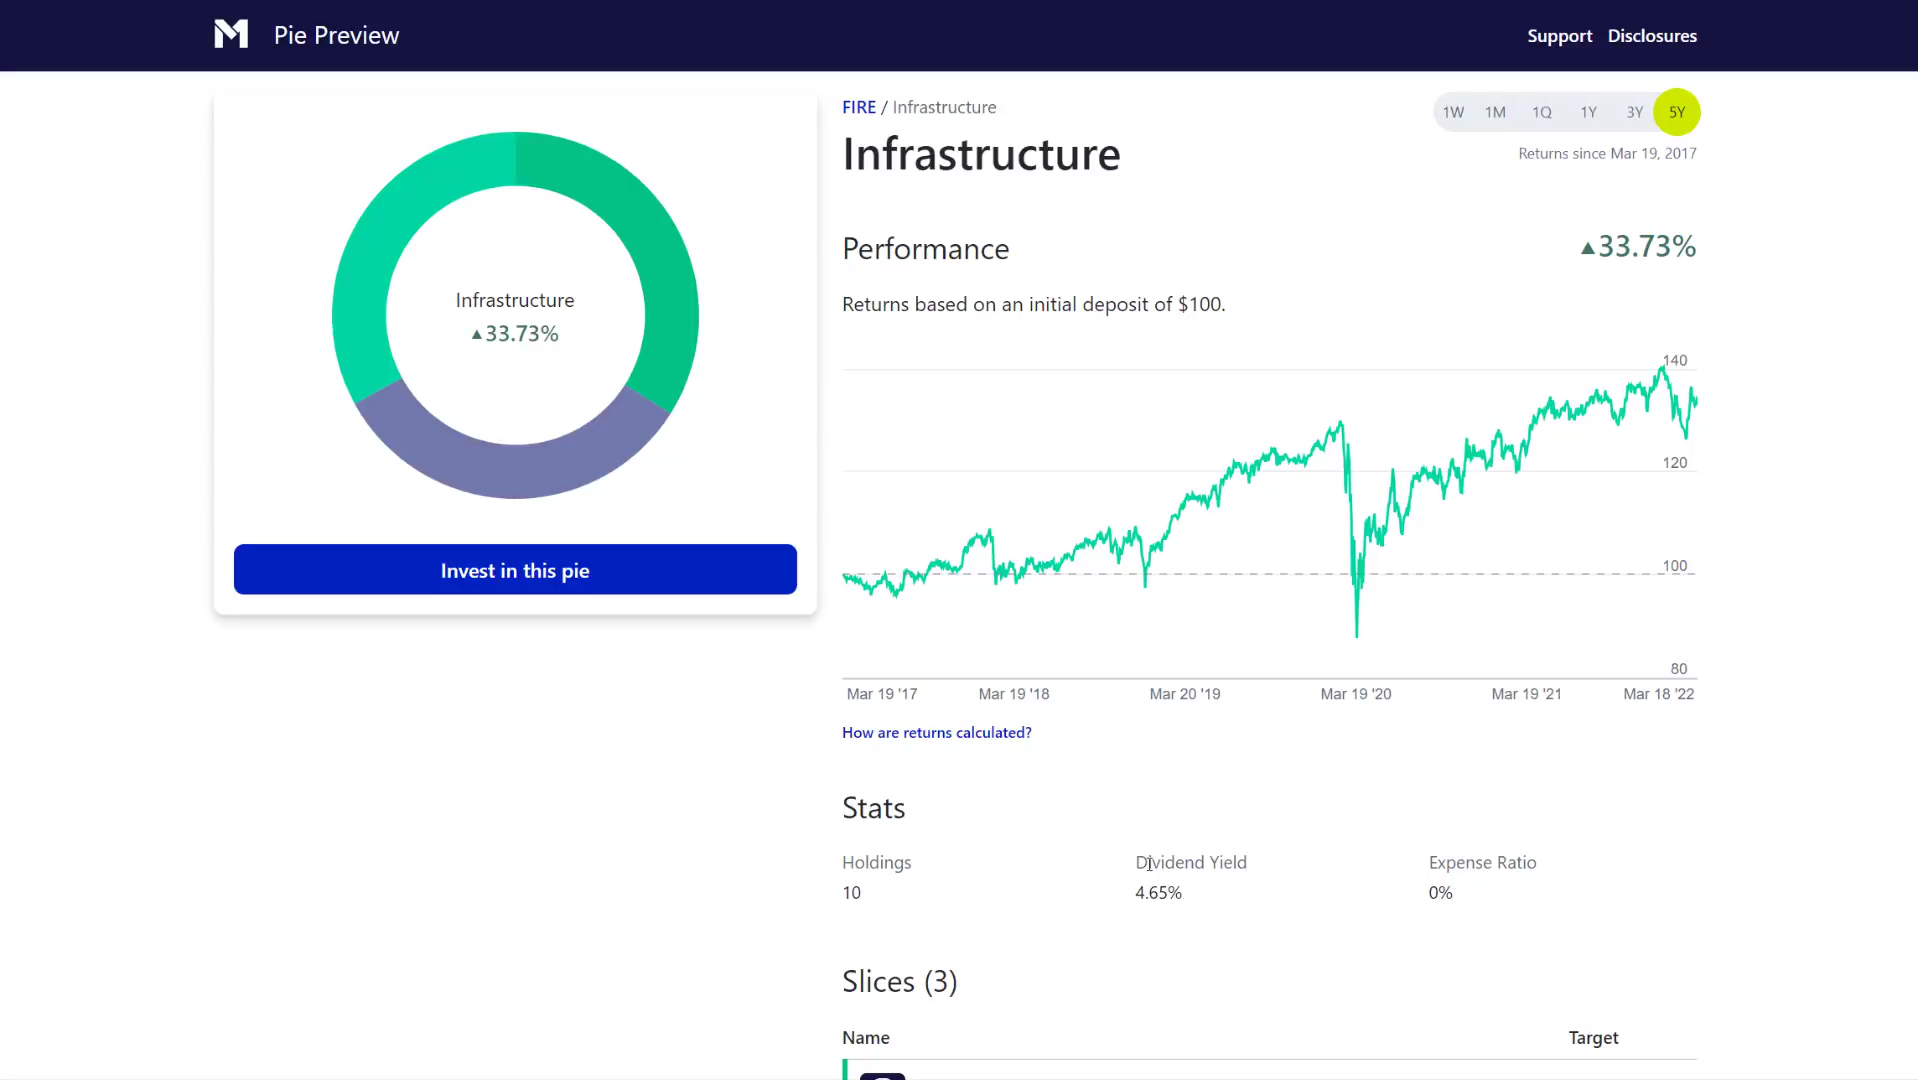 Pie Preview
Support Disclosures
FIRE / Infrastructure
1W 1M 1Q 1Y 3Y 5Y
Infrastructure
Returns since Mar 19, 2017
Performance
▲33.73%
Returns based on an initial deposit of $100.
Infrastructure
▲33.73%
Invest in this pie
140
120
100
80
Mar 19 '17 Mar 19 '18 Mar 20 '19 Mar 19 '20 Mar 19 '21 Mar 18 '22
How are returns calculated?
Stats
Holdings Dividend Yield Expense Ratio
10 4.65% 0%
Slices (3)
Name Target